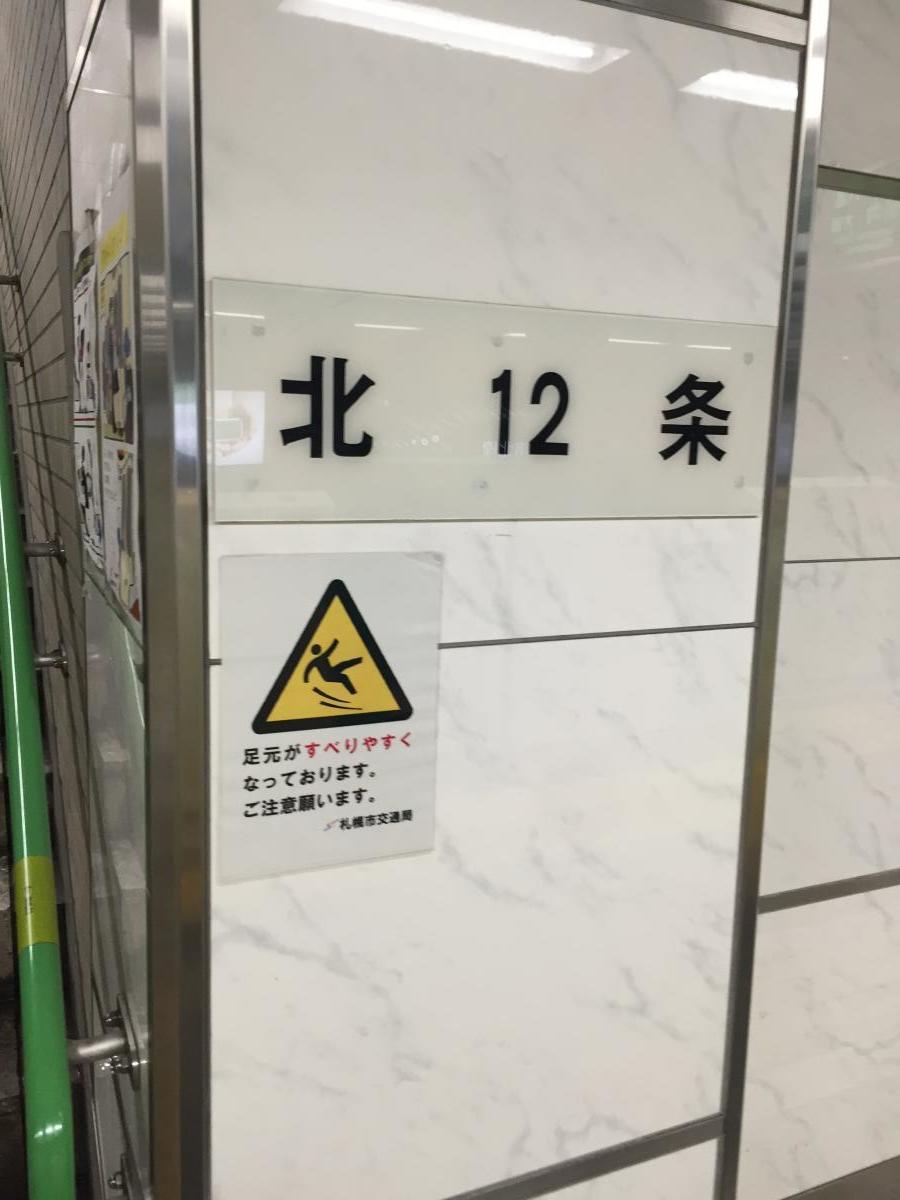 北 12 条
足元がすべりやすく
なっております。
ご注意願います。
札幌市交通局